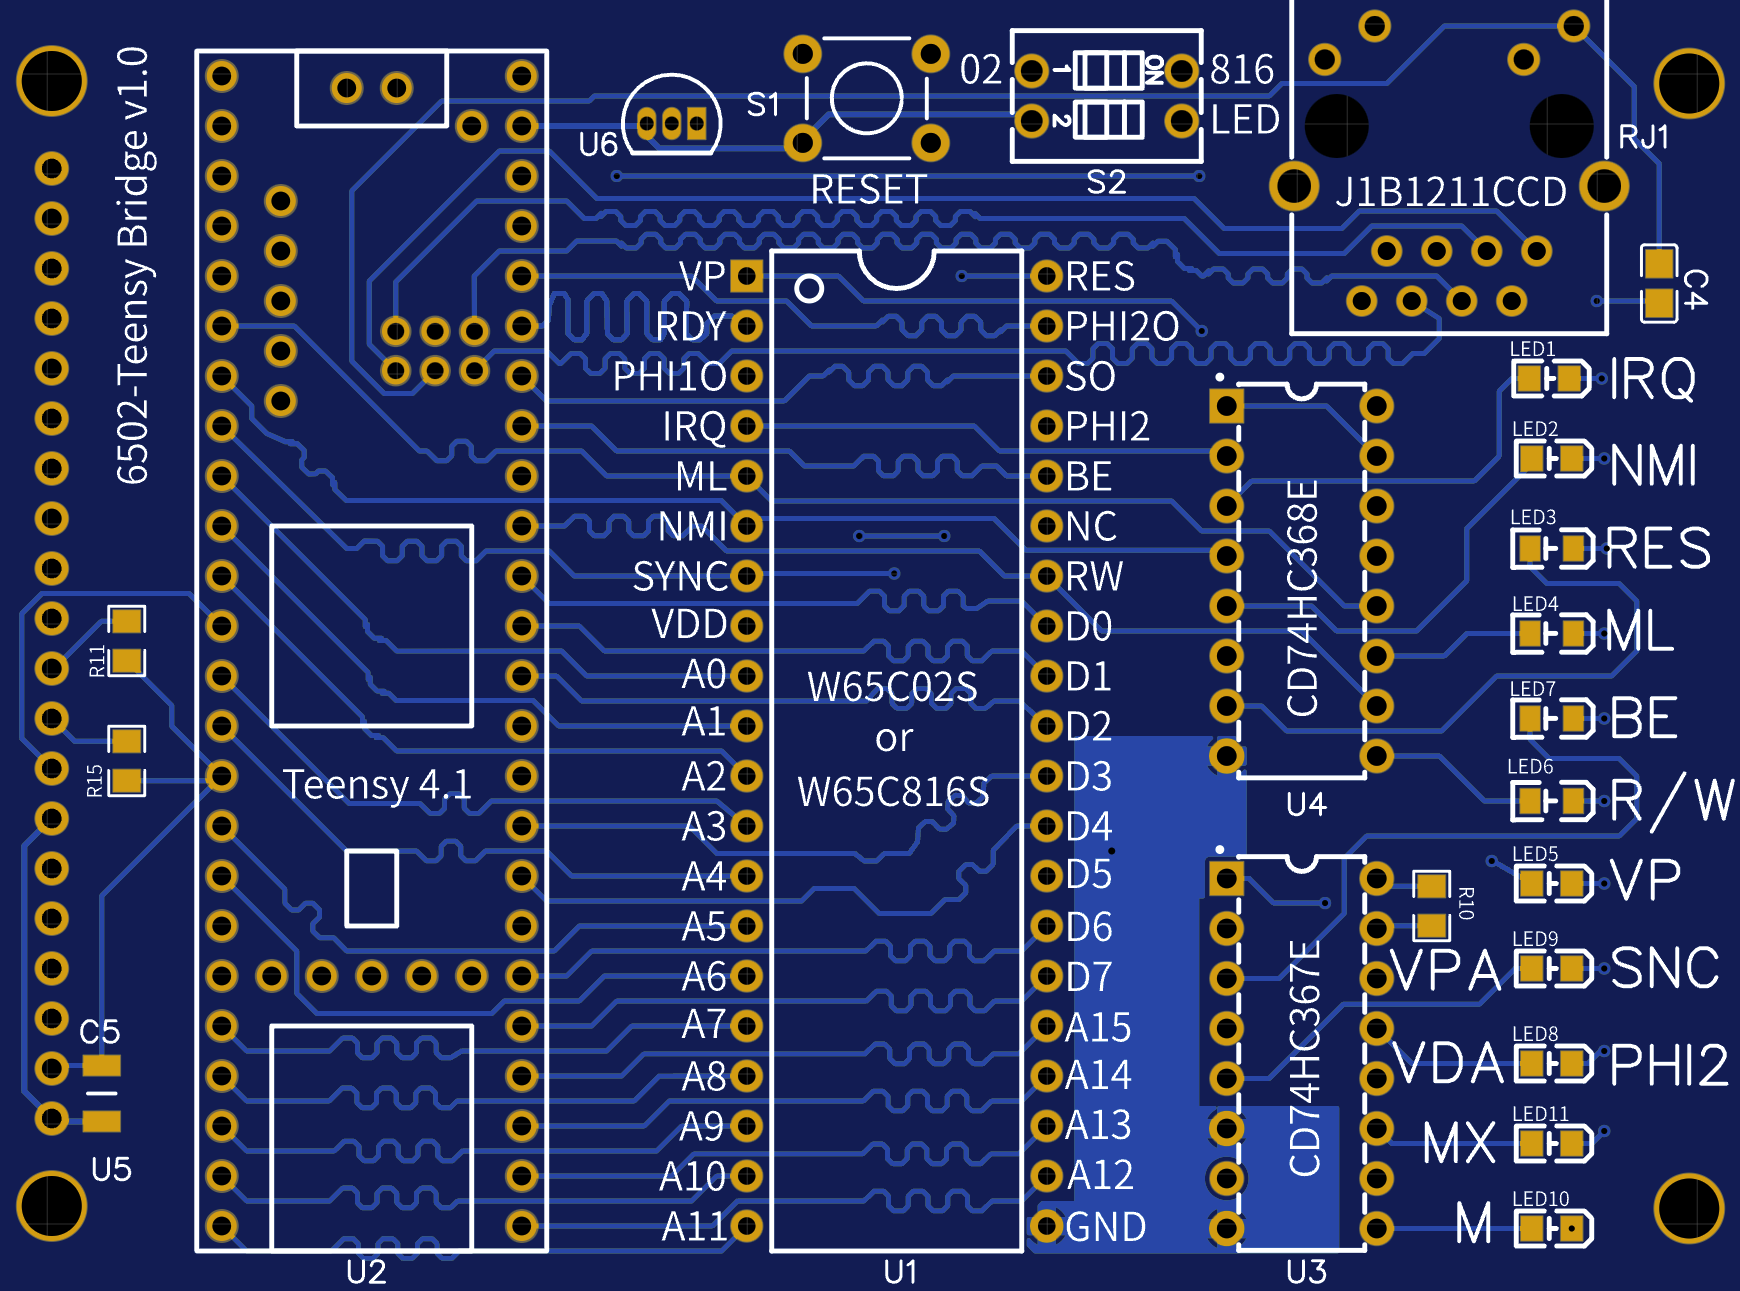 6502-Teensy Bridge v1.0
U6
S1
RESET
02
816
LED
1
2
ON
S2
RJ1
J1B1211CCD
C4
VP
RDY
PHI1O
IRQ
ML
NMI
SYNC
VDD
A0
A1
A2
A3
A4
A5
A6
A7
A8
A9
A10
A11
RES
PHI2O
SO
PHI2
BE
NC
RW
D0
D1
D2
D3
D4
D5
D6
D7
A15
A14
A13
A12
GND
W65C02S
or
W65C816S
U1
Teensy 4.1
U2
R11
R15
C5
U5
CD74HC368E
U4
CD74HC367E
U3
R10
LED1
IRQ
LED2
NMI
LED3
RES
LED4
ML
LED7
BE
LED6
R/W
LED5
VP
LED9
VPA
SNC
LED8
VDA
PHI2
LED11
MX
LED10
M